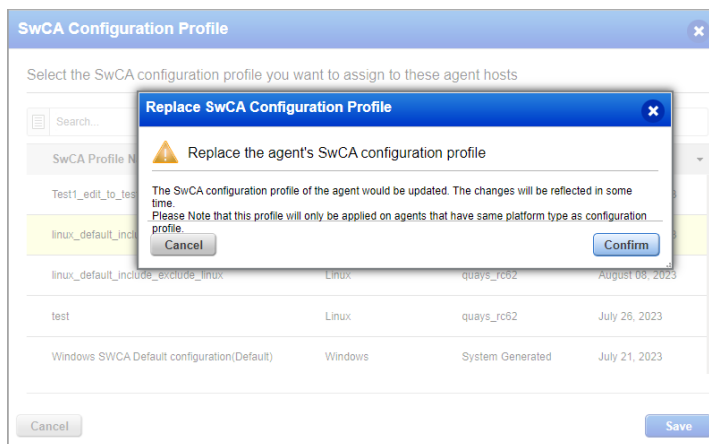 SwCA Configuration Profile
Select the SwCA configuration profile you want to assign to these agent hosts
Replace SwCA Configuration Profile
Search...
Replace the agent's SwCA configuration profile
SwCA Profile N
The SwCA configuration profile of the agent would be updated. The changes will be reflected in some
time.
Please Note that this profile will only be applied on agents that have same platform type as configuration
profile.
Test1_edit_to_tes
3
linux_default_inclu
3
Cancel
Confirm
linux_default_include_exclude_linux Linux quays_rc62 August 08, 2023
test Linux quays_rc62 July 26, 2023
Windows SWCA Default configuration(Default) Windows System Generated July 21, 2023
Cancel
Save